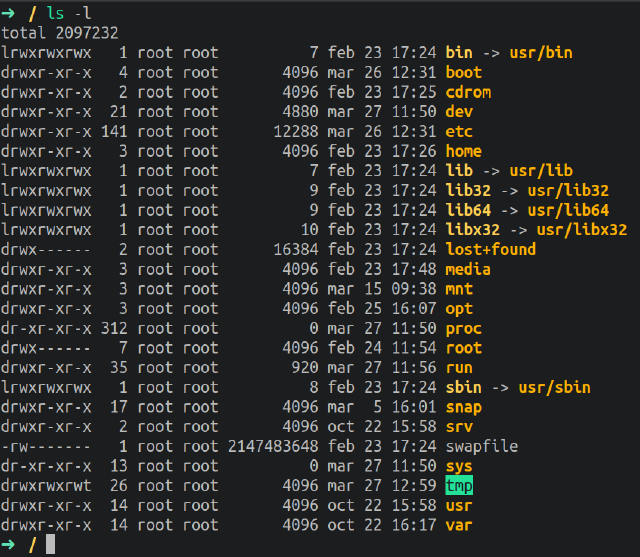 ➜ / ls -l
total 2097232
lrwxrwxrwx   1 root root          7 feb 23 17:24 bin -> usr/bin
drwxr-xr-x   4 root root       4096 mar 26 12:31 boot
drwxr-xr-x   2 root root       4096 feb 23 17:25 cdrom
drwxr-xr-x  21 root root       4880 mar 27 11:50 dev
drwxr-xr-x 141 root root      12288 mar 26 12:31 etc
drwxr-xr-x   3 root root       4096 feb 23 17:26 home
lrwxrwxrwx   1 root root          7 feb 23 17:24 lib -> usr/lib
lrwxrwxrwx   1 root root          9 feb 23 17:24 lib32 -> usr/lib32
lrwxrwxrwx   1 root root          9 feb 23 17:24 lib64 -> usr/lib64
lrwxrwxrwx   1 root root         10 feb 23 17:24 libx32 -> usr/libx32
drwx------   2 root root      16384 feb 23 17:24 lost+found
drwxr-xr-x   3 root root       4096 feb 23 17:48 media
drwxr-xr-x   3 root root       4096 mar 15 09:38 mnt
drwxr-xr-x   3 root root       4096 feb 25 16:07 opt
dr-xr-xr-x 312 root root          0 mar 27 11:50 proc
drwx------   7 root root       4096 feb 24 11:54 root
drwxr-xr-x  35 root root        920 mar 27 11:56 run
lrwxrwxrwx   1 root root          8 feb 23 17:24 sbin -> usr/sbin
drwxr-xr-x  17 root root       4096 mar  5 16:01 snap
drwxr-xr-x   2 root root       4096 oct 22 15:58 srv
-rw-------   1 root root 2147483648 feb 23 17:24 swapfile
dr-xr-xr-x  13 root root          0 mar 27 11:50 sys
drwxrwxrwt  26 root root       4096 mar 27 12:59 tmp
drwxr-xr-x  14 root root       4096 oct 22 15:58 usr
drwxr-xr-x  14 root root       4096 oct 22 16:17 var
➜ /